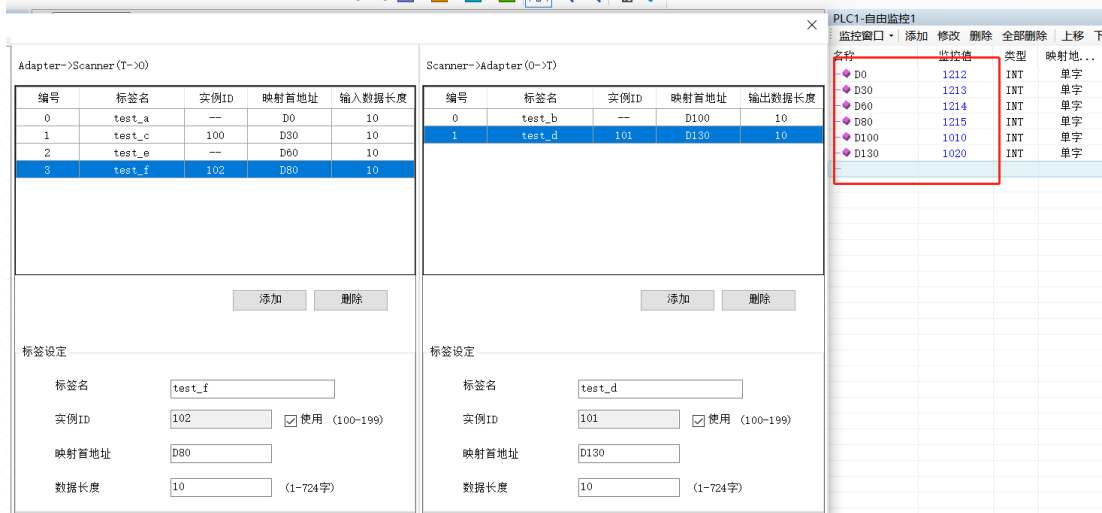 PLC1-自由监控1
监控窗口 添加 修改 删除 全部删除 上移
名称 监控值 类型 映射地...
D0 1212 INT 单字
D30 1213 INT 单字
D60 1214 INT 单字
D80 1215 INT 单字
D100 1010 INT 单字
D130 1020 INT 单字
Adapter->Scanner(T->O)
编号 标签名 实例ID 映射首地址 输入数据长度
0 test_a -- D0 10
1 test_c 100 D30 10
2 test_e -- D60 10
3 test_f 102 D80 10
添加 删除
标签设定
标签名 test_f
实例ID 102 使用 (100-199)
映射首地址 D80
数据长度 10 (1-724字)
Scanner->Adapter(O->T)
编号 标签名 实例ID 映射首地址 输出数据长度
0 test_b -- D100 10
1 test_d 101 D130 10
添加 删除
标签设定
标签名 test_d
实例ID 101 使用 (100-199)
映射首地址 D130
数据长度 10 (1-724字)